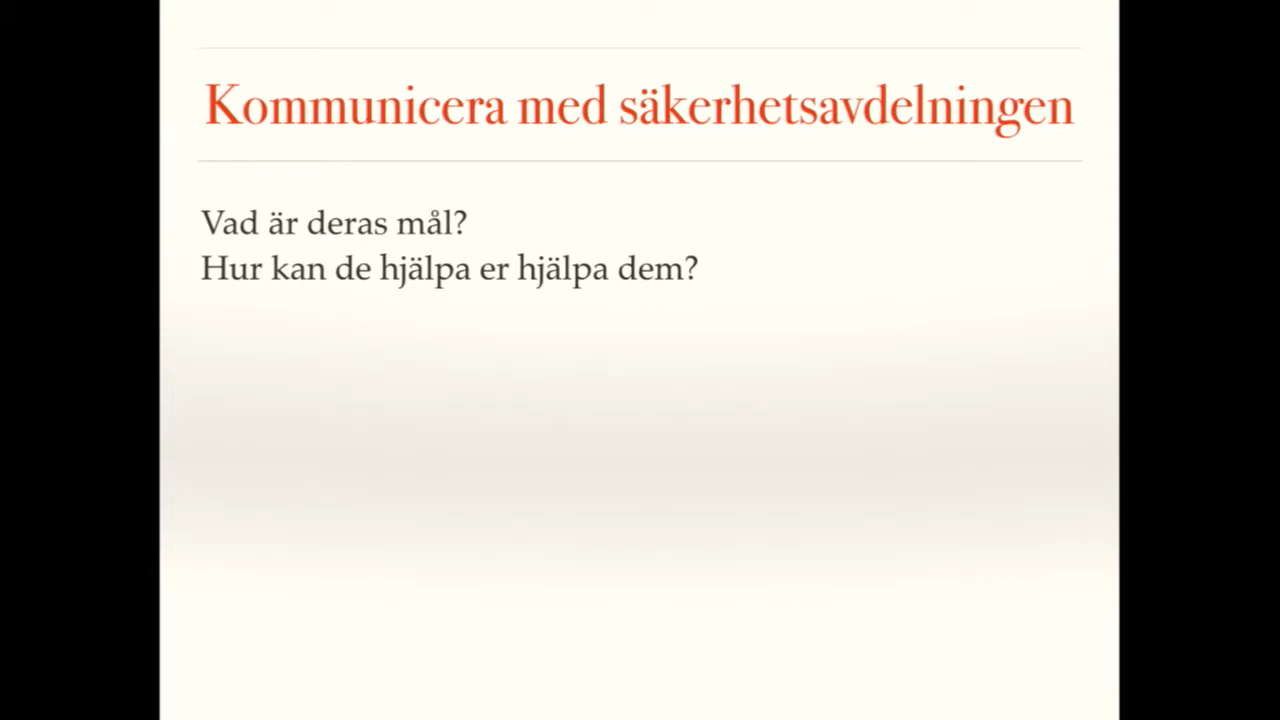 Kommunicera med säkerhetsavdelningen
Vad är deras mål?
Hur kan de hjälpa er hjälpa dem?